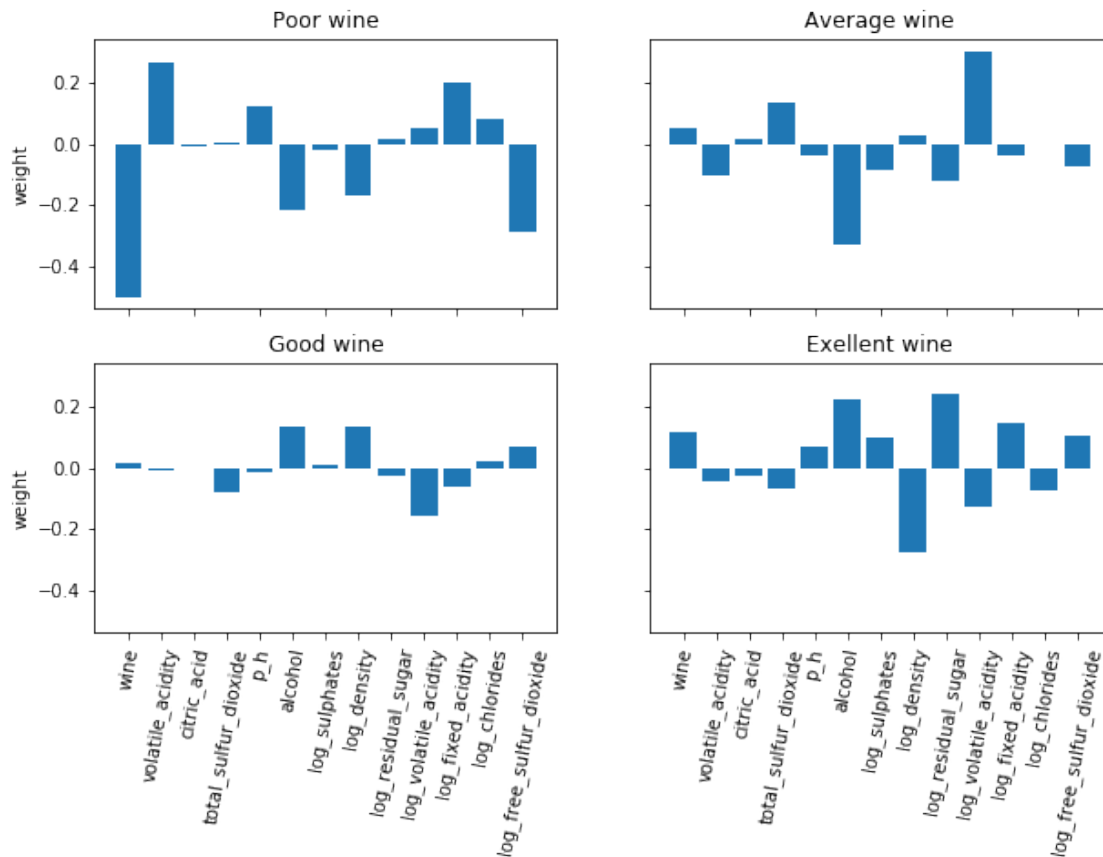 Poor wine
Average wine
weight
0.2
0.0
−0.2
−0.4
Good wine
Exellent wine
weight
0.2
0.0
−0.2
−0.4
wine
volatile_acidity
citric_acid
total_sulfur_dioxide
p_h
alcohol
log_sulphates
log_density
log_residual_sugar
log_volatile_acidity
log_fixed_acidity
log_chlorides
log_free_sulfur_dioxide
wine
volatile_acidity
citric_acid
total_sulfur_dioxide
p_h
alcohol
log_sulphates
log_density
log_residual_sugar
log_volatile_acidity
log_fixed_acidity
log_chlorides
log_free_sulfur_dioxide